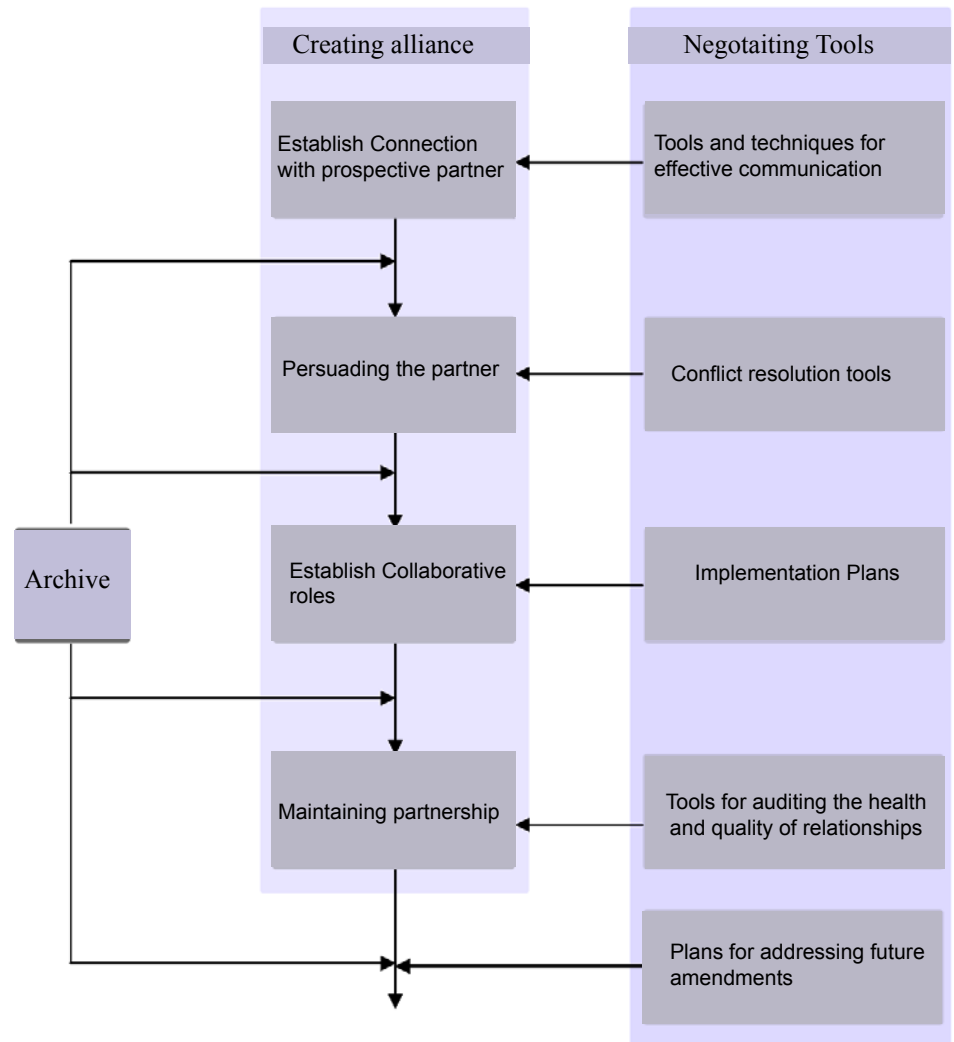 Creating alliance
Negotaiting Tools
Establish Connection
with prospective partner
Tools and techniques for
effective communication
Persuading the partner
Conflict resolution tools
Archive
Establish Collaborative
roles
Implementation Plans
Maintaining partnership
Tools for auditing the health
and quality of relationships
Plans for addressing future
amendments